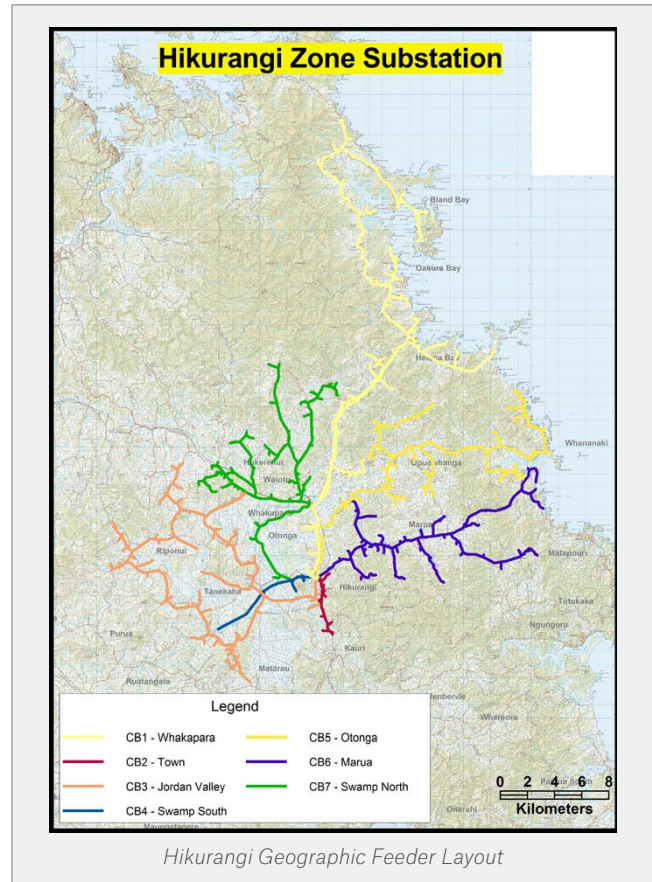 Hikurangi Zone Substation
Bland Bay
Oakura Bay
Helena Bay
Whananaki
Hukerenui
Waiotu
Whakapara
Otonga
Marua
Riponui
Matapouri
Tanekaha
Hikurangi
Tutukaka
Ngunguru
Purua
Kauri
Matarau
Ruatangata
Whareora
Onerahi
Legend
CB1 - Whakapara
CB5 - Otonga
CB2 - Town
CB6 - Marua
CB3 - Jordan Valley
CB7 - Swamp North
CB4 - Swamp South
0 2 4 6 8
Kilometers
Hikurangi Geographic Feeder Layout